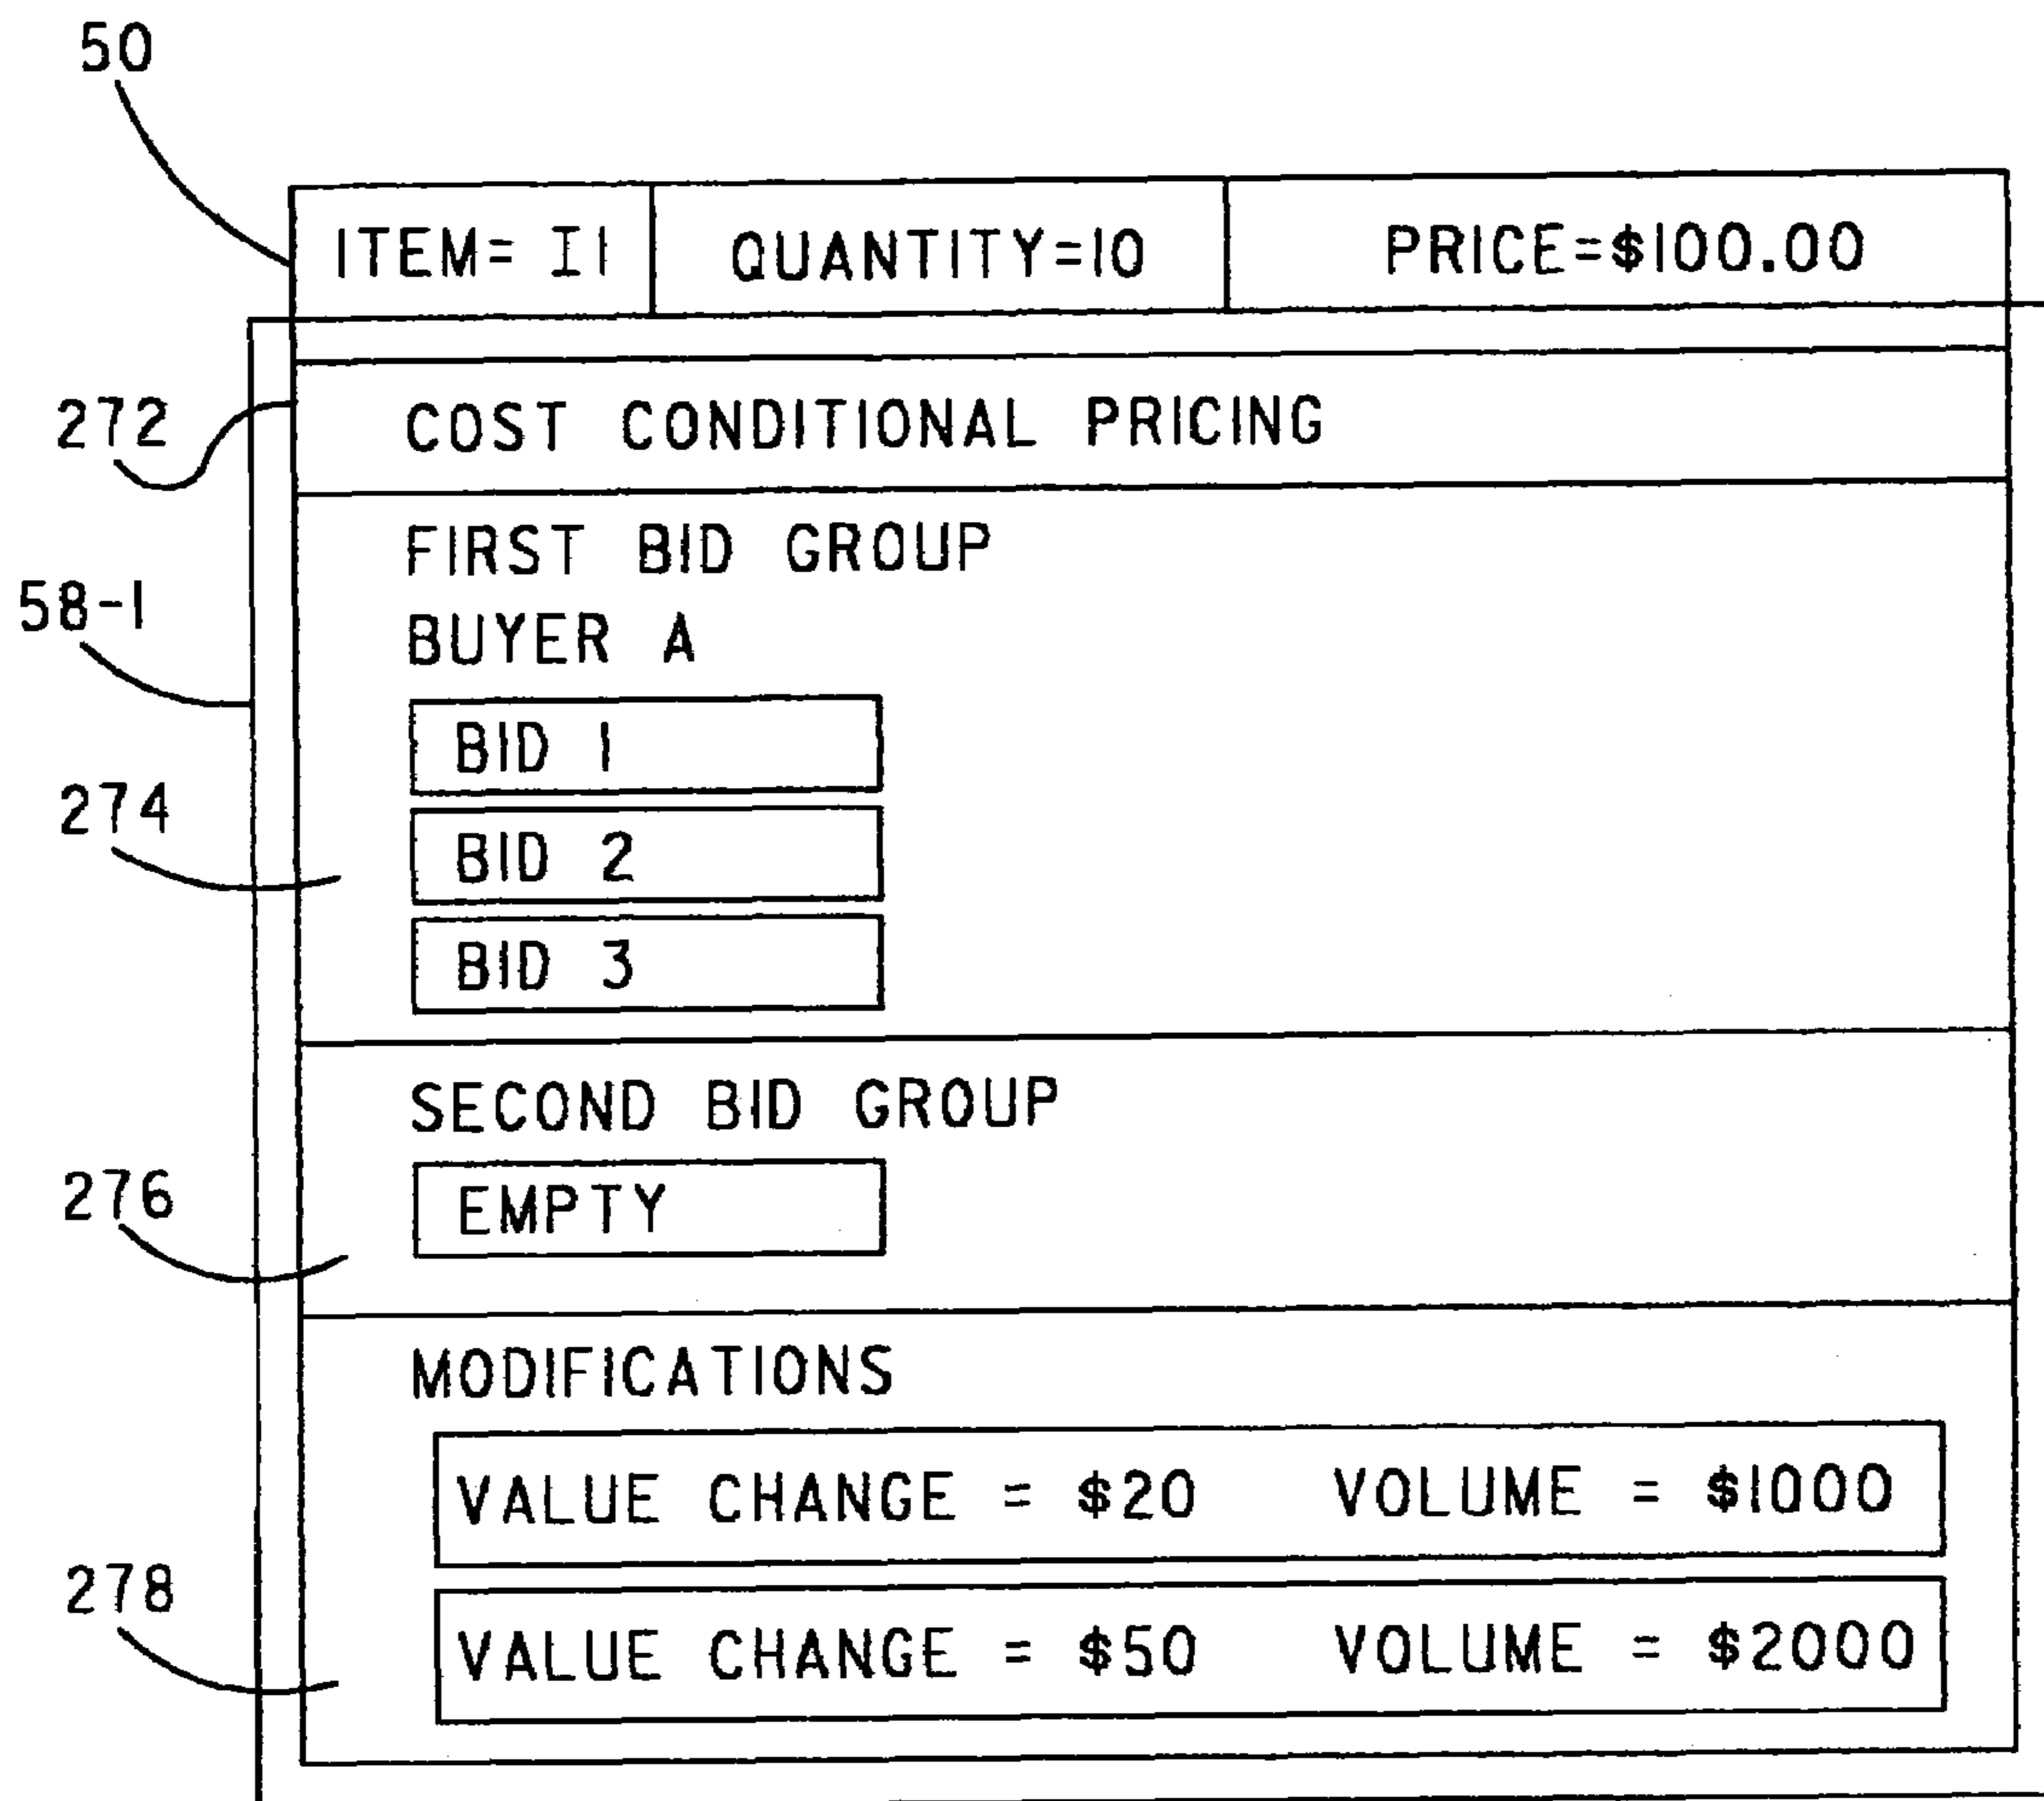 50
ITEM= I1 QUANTITY=10 PRICE=$100.00
272
COST CONDITIONAL PRICING
FIRST BID GROUP
58-1
BUYER A
BID 1
274
BID 2
BID 3
SECOND BID GROUP
276
EMPTY
MODIFICATIONS
VALUE CHANGE = $20 VOLUME = $1000
278
VALUE CHANGE = $50 VOLUME = $2000